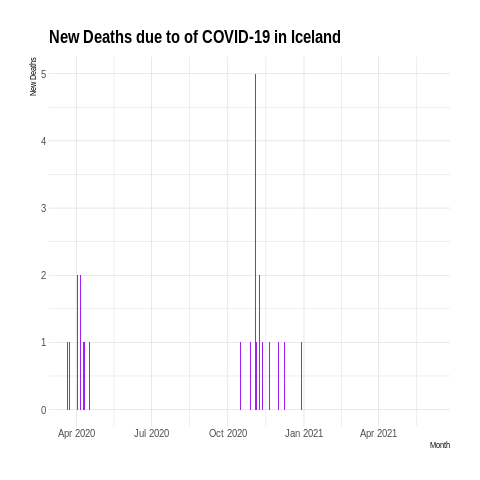 New Deaths due to of COVID-19 in Iceland
New Deaths
5
4
3
2
1
0
Apr 2020 Jul 2020 Oct 2020 Jan 2021 Apr 2021
Month